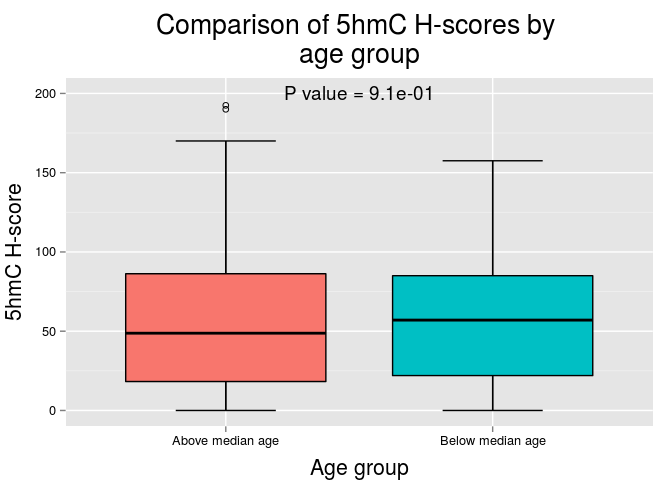 Comparison of 5hmC H-scores by
age group
P value = 9.1e-01
200
150
100
50
0
5hmC H-score
Above median age
Below median age
Age group